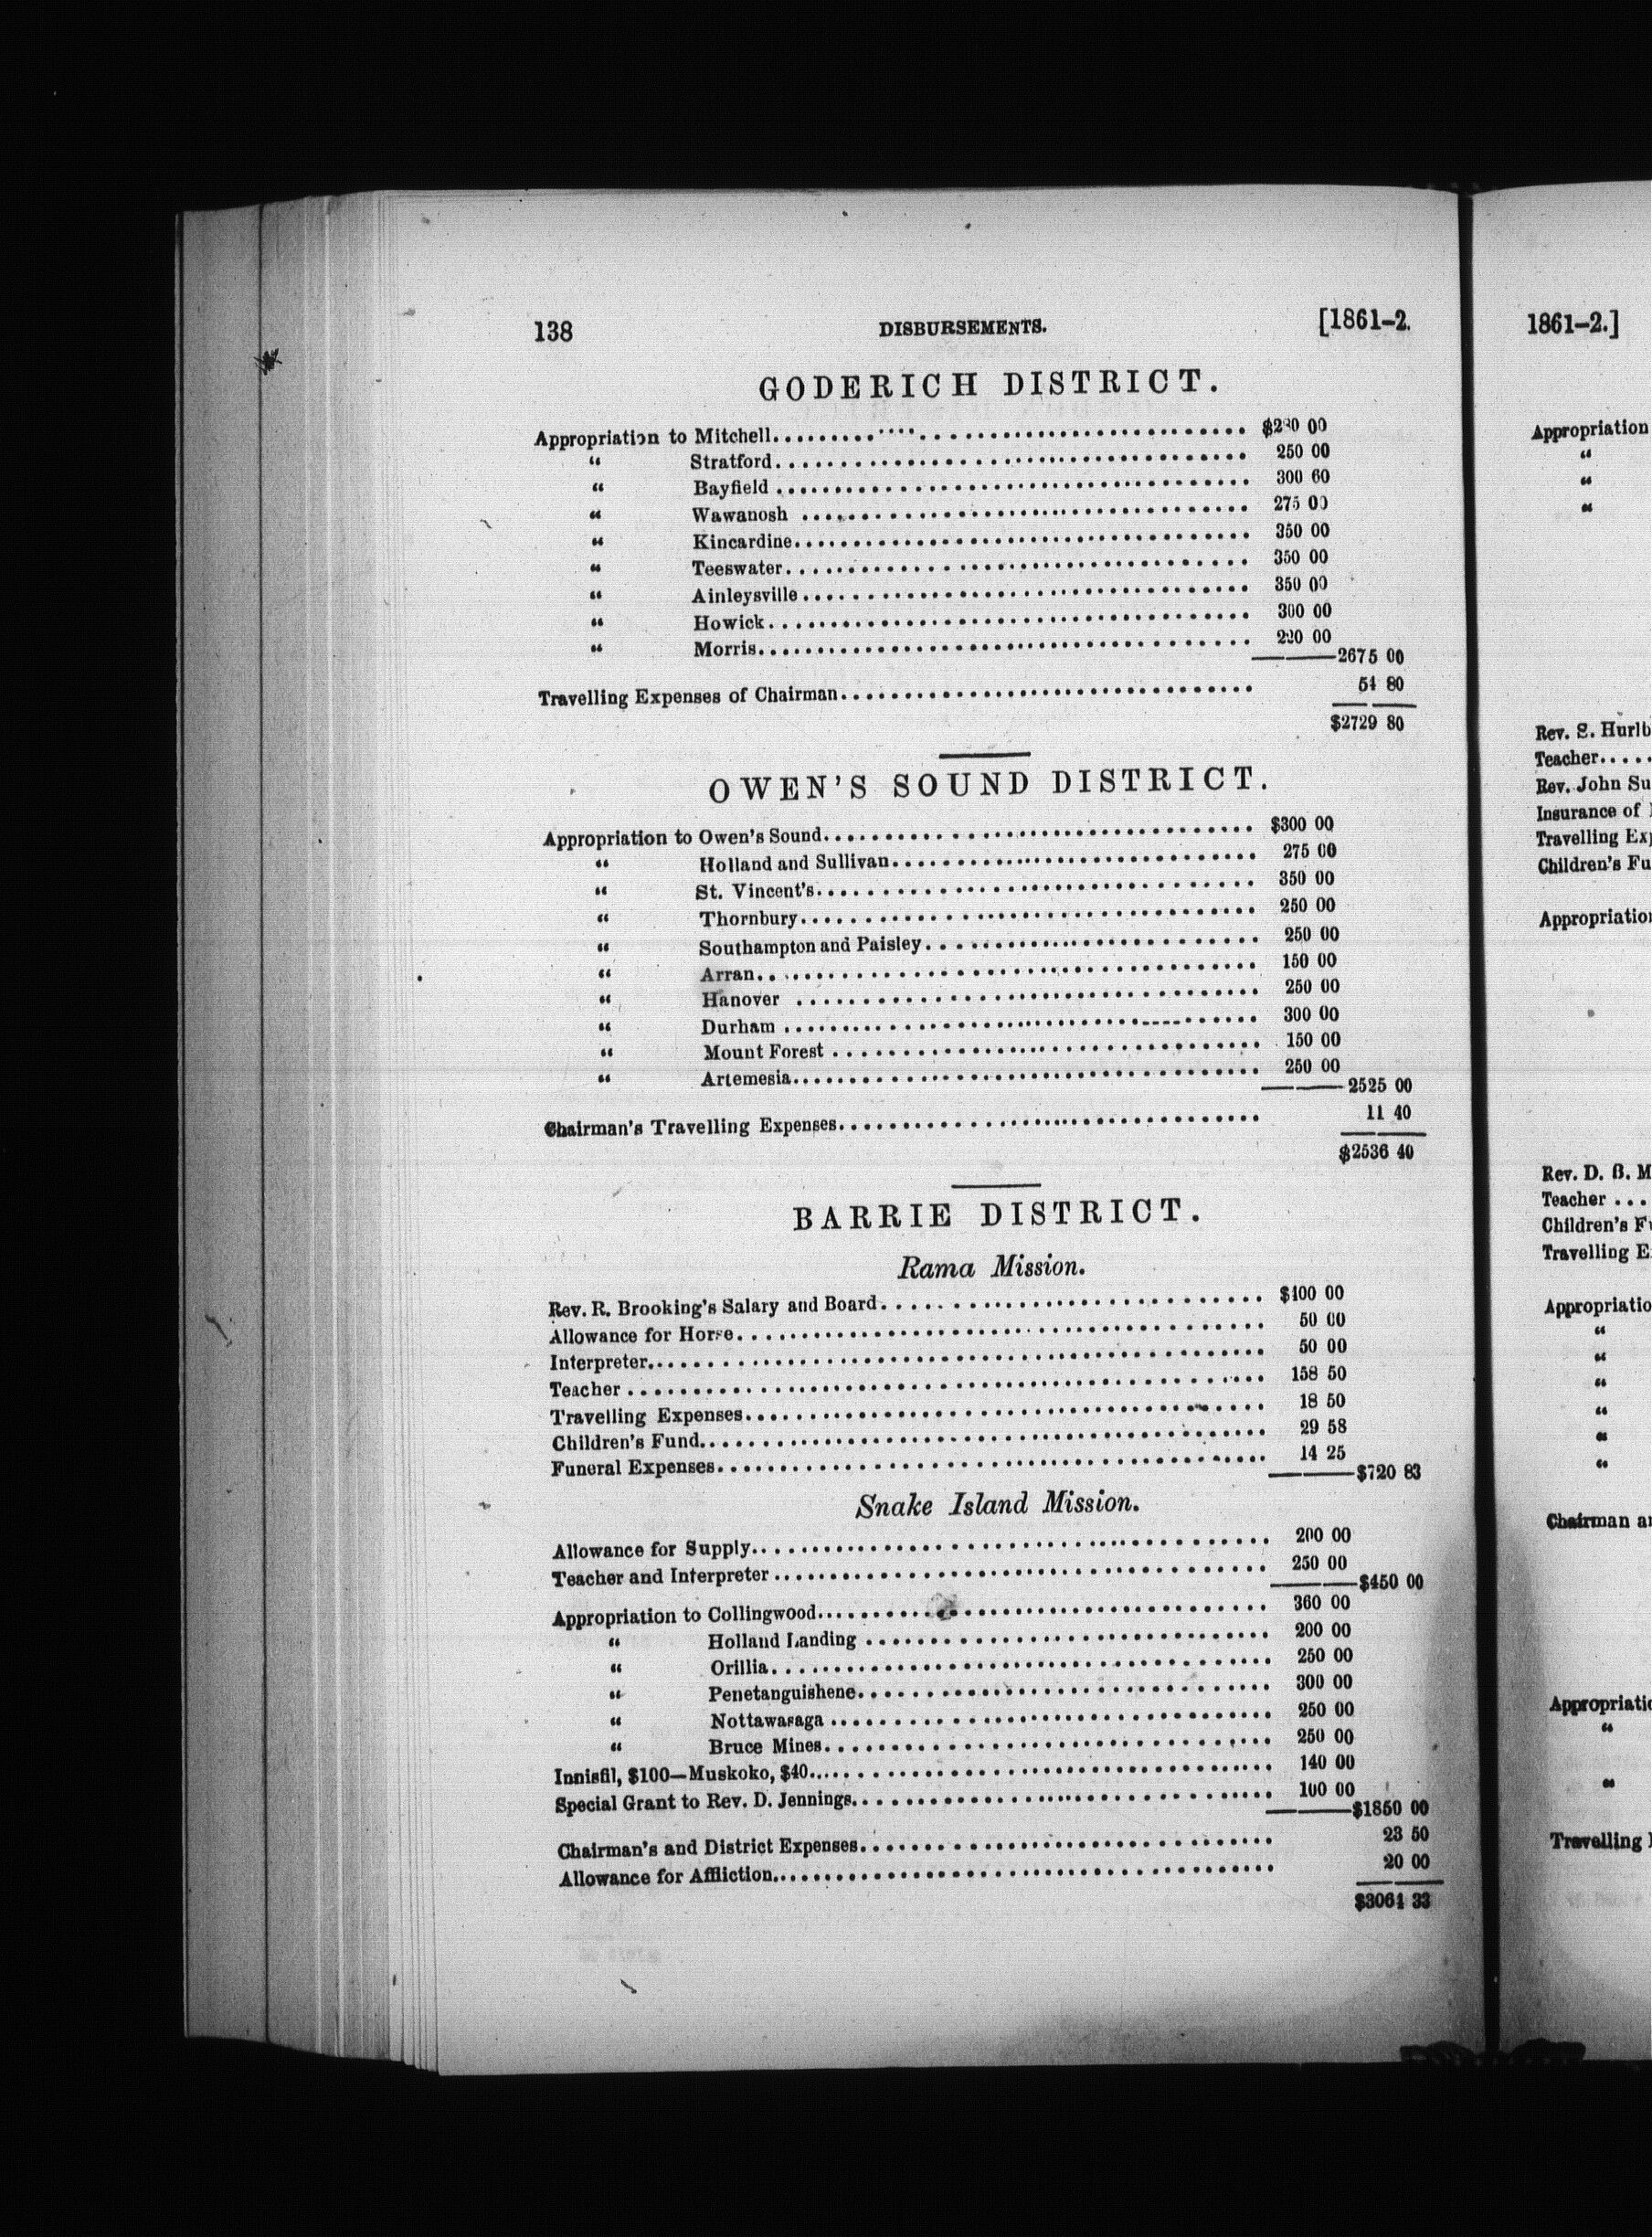 138 DISBURSEMENTS. [1861-2.
GODERICH DISTRICT.
Appropriation to Mitchell $280 00
" Stratford 250 00
" Bayfield 300 00
" Wawanosh 275 00
" Kincardine 350 00
" Teeswater 350 00
" Ainleysville 350 00
" Howick 300 00
" Morris 220 00
2675 00
Travelling Expenses of Chairman 54 80
$2729 80
OWEN'S SOUND DISTRICT.
Appropriation to Owen's Sound $300 00
" Holland and Sullivan 275 00
" St. Vincent's 350 00
" Thornbury 250 00
" Southampton and Paisley 250 00
" Arran 150 00
" Hanover 250 00
" Durham 300 00
" Mount Forest 150 00
" Artemesia 250 00
2525 00
Chairman's Travelling Expenses 11 40
$2536 40
BARRIE DISTRICT.
Rama Mission.
Rev. R. Brooking's Salary and Board $400 00
Allowance for Horse 50 00
Interpreter 50 00
Teacher 158 50
Travelling Expenses 18 50
Children's Fund 29 58
Funeral Expenses 14 25
$720 83
Snake Island Mission.
Allowance for Supply 200 00
Teacher and Interpreter 250 00
$450 00
Appropriation to Collingwood 360 00
" Holland Landing 200 00
" Orillia 250 00
" Penetanguishene 300 00
" Nottawasaga 250 00
" Bruce Mines 250 00
Innisfil, $100—Muskoko, $40 140 00
Special Grant to Rev. D. Jennings 100 00
$1850 00
Chairman's and District Expenses 23 50
Allowance for Affliction 20 00
$3064 33
1861-2.]
Appropriation
"
"
"
Rev. S. Hurlb
Teacher
Rev. John Su
Insurance of
Travelling Exp
Children's Fu
Appropriation
Rev. D. B. M
Teacher
Children's F
Travelling E
Appropriatio
"
"
"
"
"
"
Chairman a
Appropriatio
"
"
Travelling